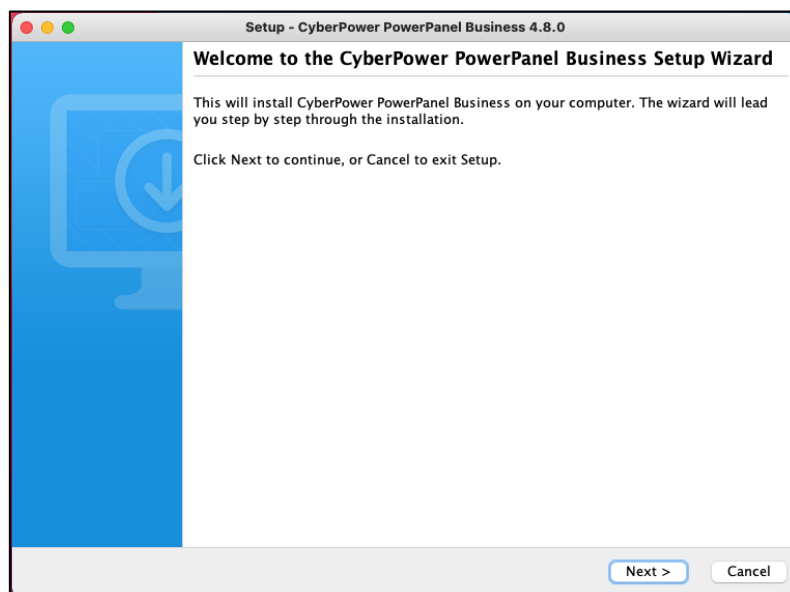 Setup - CyberPower PowerPanel Business 4.8.0
Welcome to the CyberPower PowerPanel Business Setup Wizard
This will install CyberPower PowerPanel Business on your computer. The wizard will lead
you step by step through the installation.
Click Next to continue, or Cancel to exit Setup.
Next >
Cancel